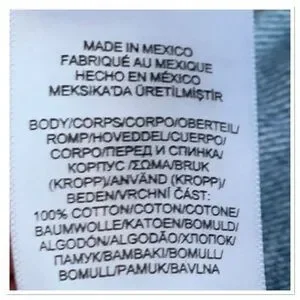 MADE IN MEXICO
FABRIQUÉ AU MEXIQUE
HECHO EN MÉXICO
MEKSIKA'DA ÜRETİLMİŞTİR
BODY/CORPS/CORPO/OBERTEIL/
ROMP/HOVEDDEL/CUERPO/
CORPO/ПЕРЕД И СПИНКА/
КОРПУС /ΣΩΜΑ/BRUK
(KROPP)/ANVÄND (KROPP)/
BEDEN/VRCHNÍ ČÁST:
100% COTTON/COTON/COTONE/
BAUMWOLLE/KATOEN/BOMULD/
ALGODÓN/ALGODÃO/ХЛОПОК/
ПАМУК/ΒΑΜΒΑΚΙ/BOMULL/
BOMULL/PAMUK/BAVLNA